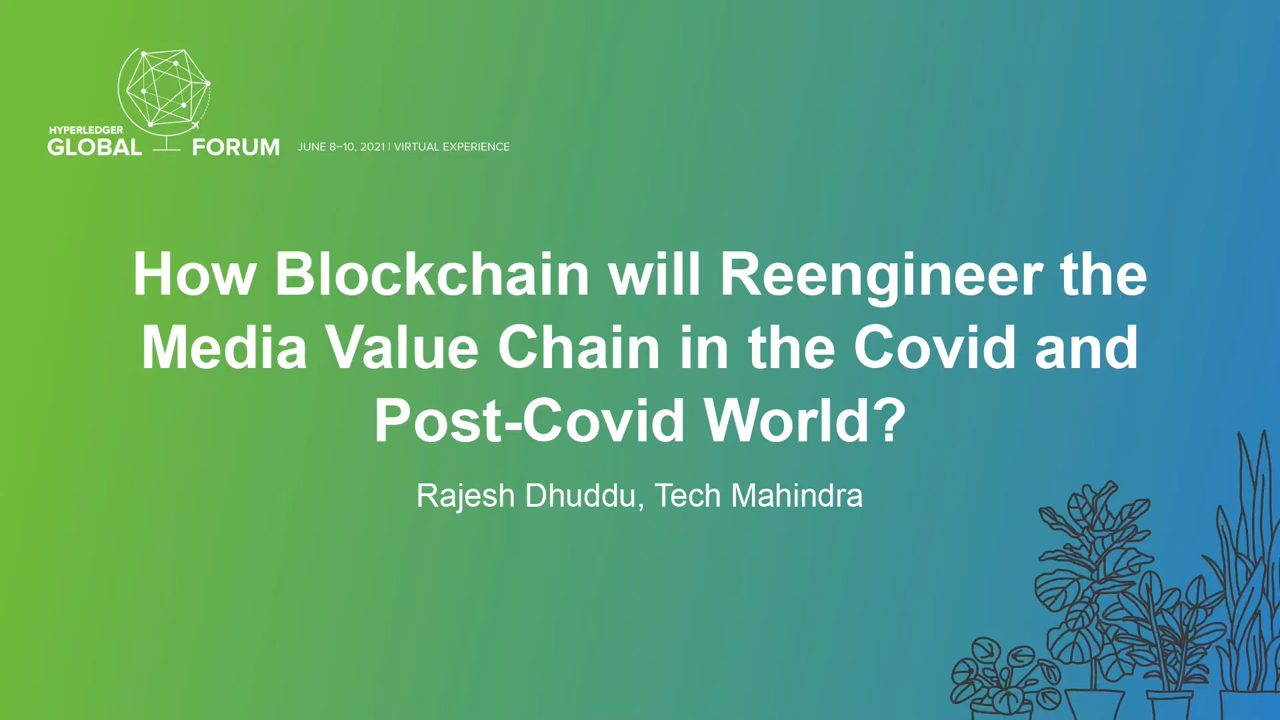 HYPERLEDGER
GLOBAL FORUM JUNE 8–10, 2021 | VIRTUAL EXPERIENCE
How Blockchain will Reengineer the
Media Value Chain in the Covid and
Post-Covid World?
Rajesh Dhuddu, Tech Mahindra